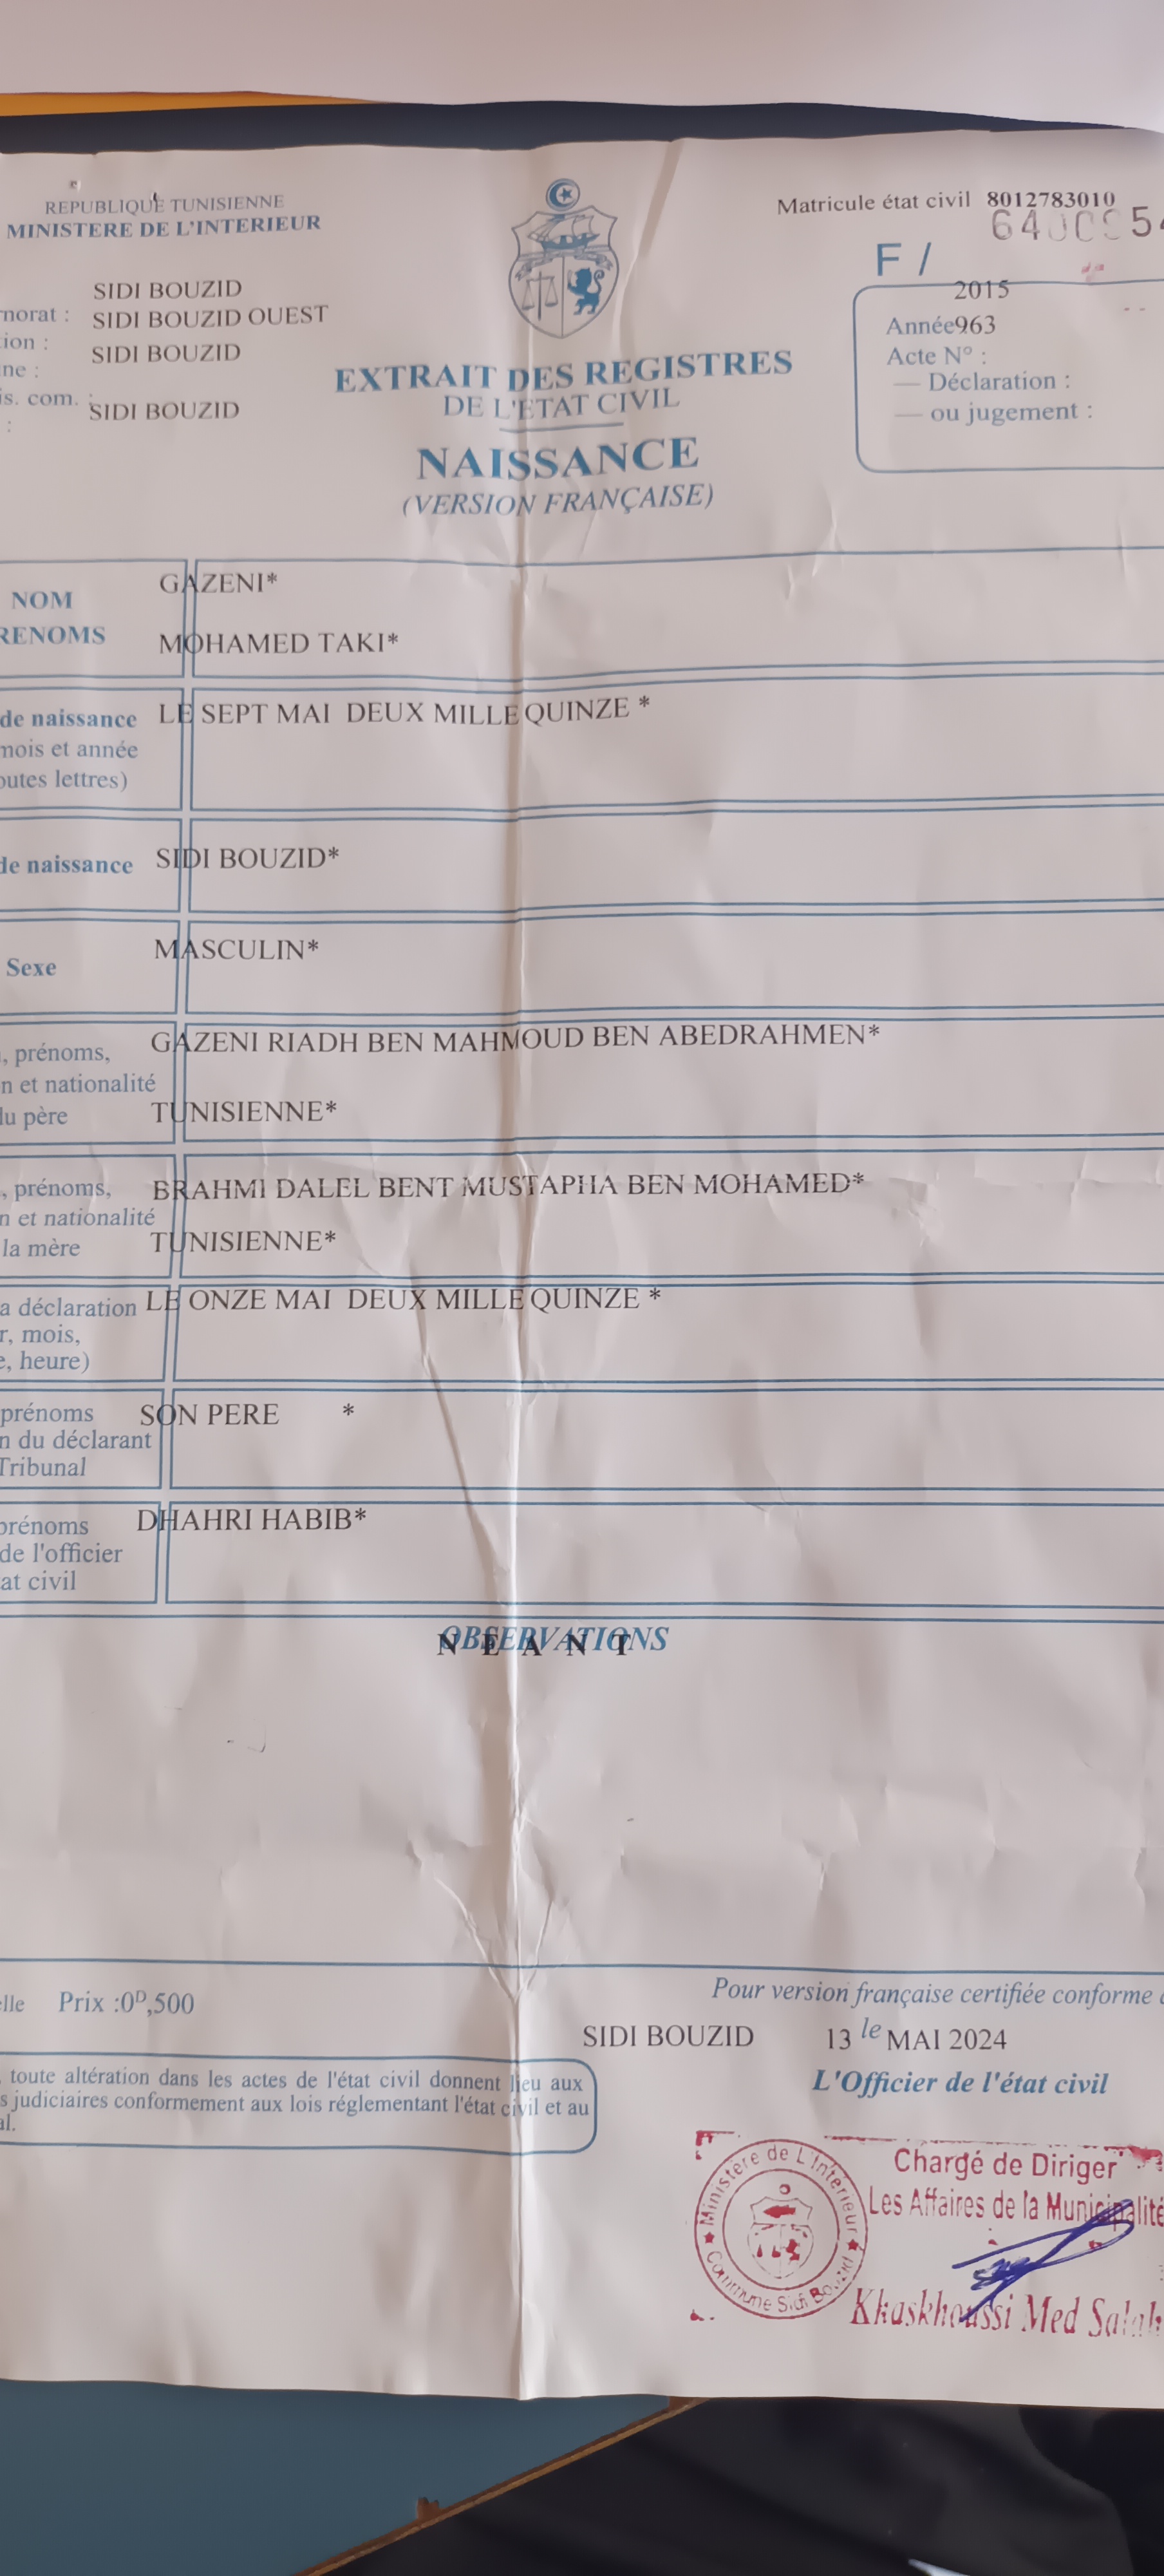 REPUBLIQUE TUNISIENNE
MINISTERE DE L'INTERIEUR
Matricule état civil 8012783010
F /
SIDI BOUZID
norat : SIDI BOUZID OUEST
ion :
SIDI BOUZID
ne :
is. com. :
SIDI BOUZID
:
2015
Année963
Acte N° :
— Déclaration :
— ou jugement :
EXTRAIT DES REGISTRES
DE L'ETAT CIVIL
NAISSANCE
(VERSION FRANÇAISE)
NOM GAZENI*
RENOMS MOHAMED TAKI*
de naissance LE SEPT MAI DEUX MILLE QUINZE *
mois et année
outes lettres)
de naissance SIDI BOUZID*
Sexe MASCULIN*
, prénoms, GAZENI RIADH BEN MAHMOUD BEN ABEDRAHMEN*
n et nationalité
du père TUNISIENNE*
, prénoms, BRAHMI DALEL BENT MUSTAPHA BEN MOHAMED*
n et nationalité
la mère TUNISIENNE*
a déclaration LE ONZE MAI DEUX MILLE QUINZE *
r, mois,
e, heure)
prénoms SON PERE *
n du déclarant
Tribunal
prénoms DHAHRI HABIB*
de l'officier
at civil
OBSERVATIONS
N E A N T
elle Prix :0ᴰ,500
Pour version française certifiée conforme
SIDI BOUZID 13 le MAI 2024
L'Officier de l'état civil
toute altération dans les actes de l'état civil donnent lieu aux
s judiciaires conformement aux lois réglementant l'état civil et au
al.
Ministère de L'Intérieur
Commune Sidi Bouzid
Chargé de Diriger
Les Affaires de la Municipalité
Khaskhoussi Med Salah